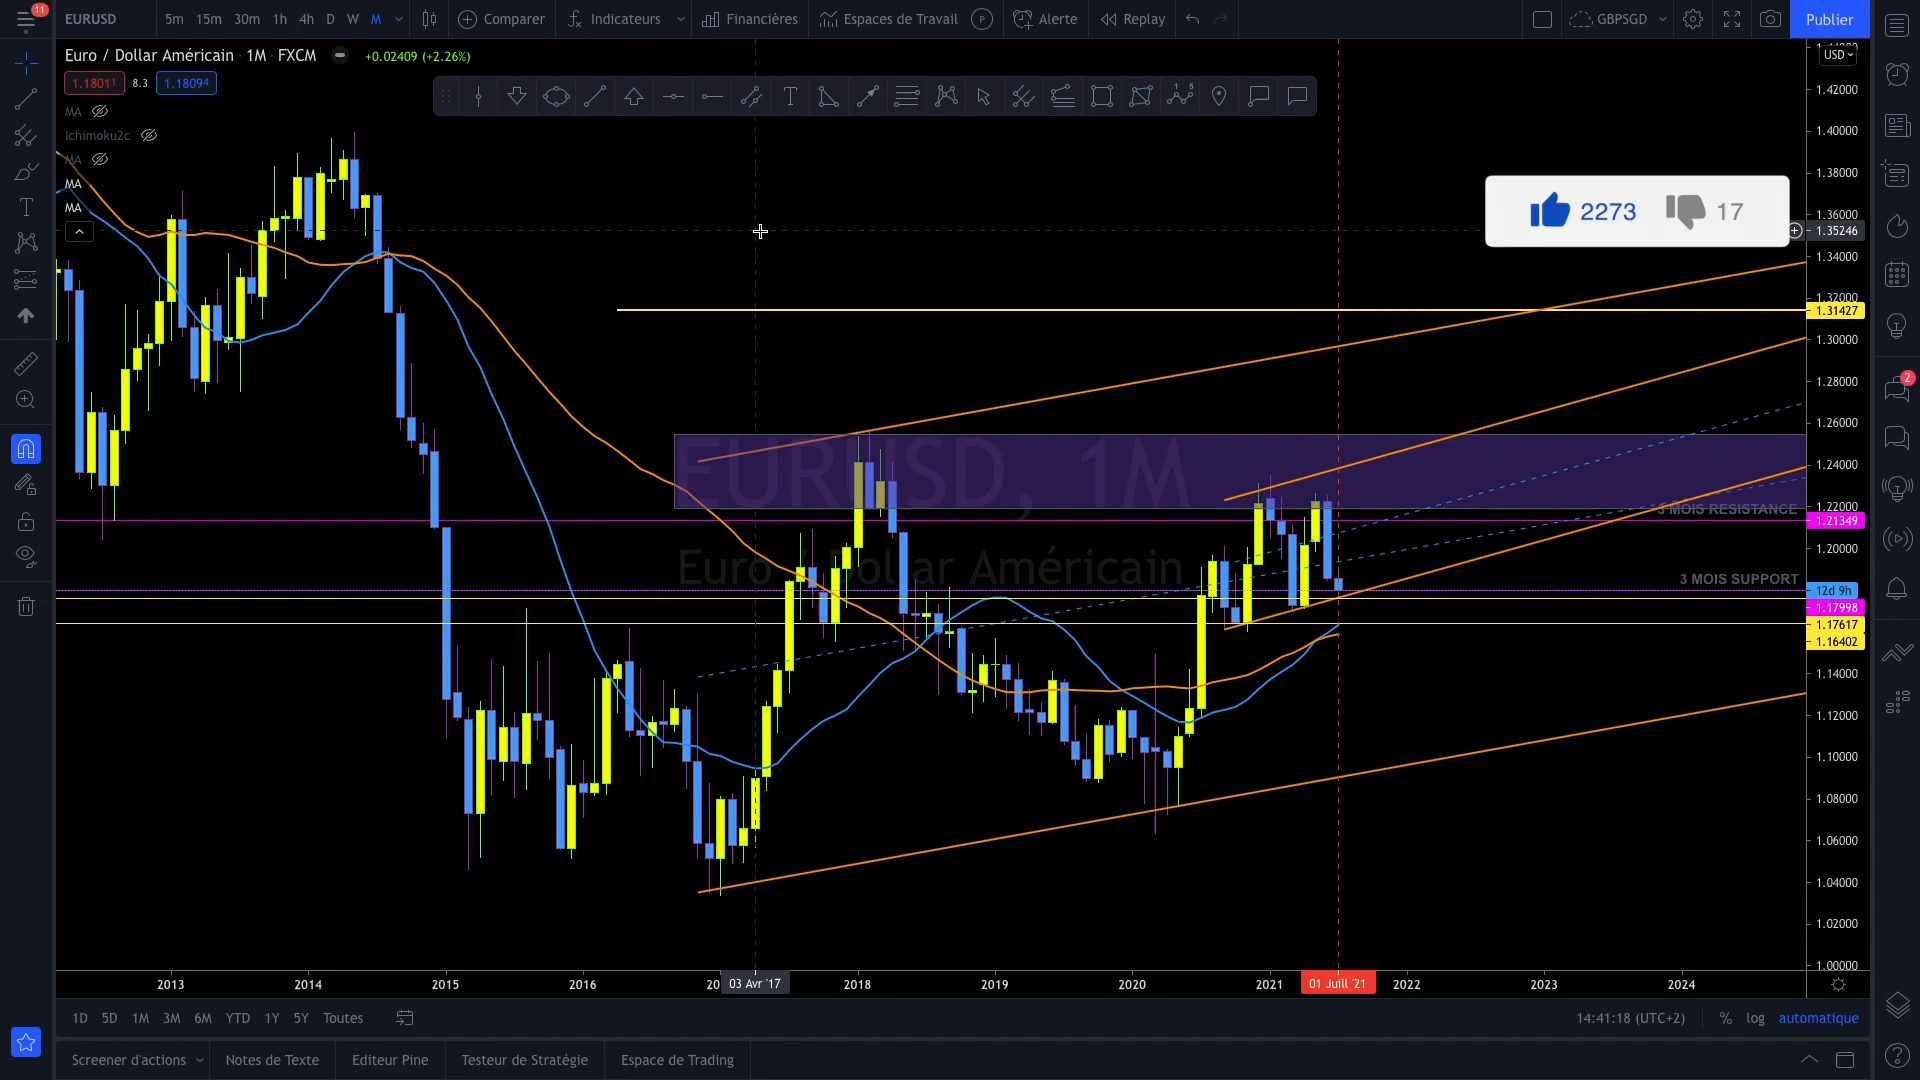 11
EURUSD 5m 15m 30m 1h 4h D W M Comparer Indicateurs Financières Espaces de Travail P Alerte Replay GBPSGD Publier
Euro / Dollar Américain · 1M · FXCM +0.02409 (+2.26%)
USD
1.18011 8.3 1.18094
MA
Ichimoku2c
MA
MA
MA
1.42000
1.40000
1.38000
1.36000
1.35246
1.34000
1.32000
1.31427
1.30000
1.28000
1.26000
1.24000
1.22000
1.21349
1.20000
12d 9h
1.17998
1.17617
1.16402
1.14000
1.12000
1.10000
1.08000
1.06000
1.04000
1.02000
1.00000
2273 17
2
EURUSD, 1M
Euro / Dollar Américain
3 MOIS RESISTANCE
3 MOIS SUPPORT
2013 2014 2015 2016 20 03 Avr '17 2018 2019 2020 2021 01 Juill '21 2022 2023 2024
1D 5D 1M 3M 6M YTD 1Y 5Y Toutes 14:41:18 (UTC+2) % log automatique
Screener d'actions Notes de Texte Editeur Pine Testeur de Stratégie Espace de Trading